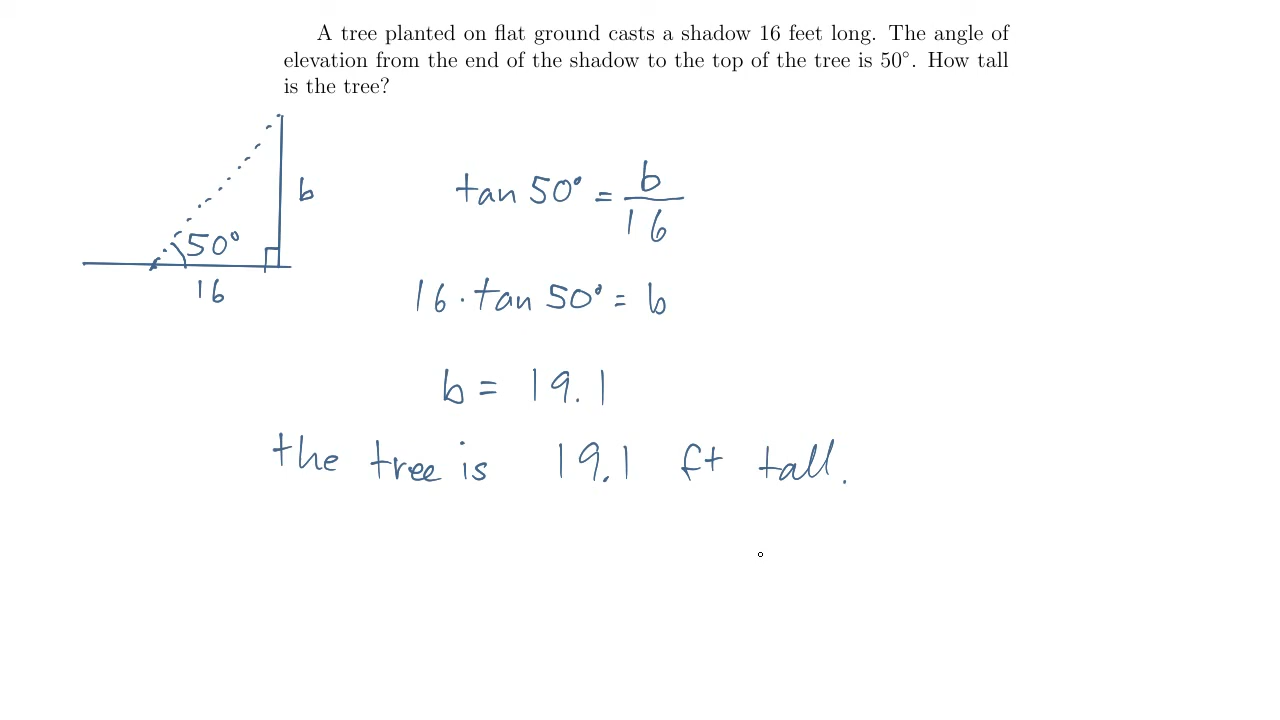 A tree planted on flat ground casts a shadow 16 feet long. The angle of
elevation from the end of the shadow to the top of the tree is 50°. How tall
is the tree?
b
50°
16
tan 50° = b/16
16 · tan 50° = b
b = 19.1
the tree is 19.1 ft tall.